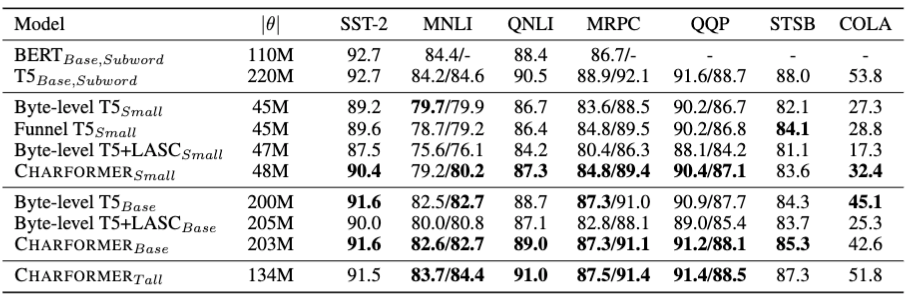 Model |θ| SST-2 MNLI QNLI MRPC QQP STSB COLA
BERT Base,Subword 110M 92.7 84.4/- 88.4 86.7/- - - -
T5 Base,Subword 220M 92.7 84.2/84.6 90.5 88.9/92.1 91.6/88.7 88.0 53.8
Byte-level T5 Small 45M 89.2 79.7/79.9 86.7 83.6/88.5 90.2/86.7 82.1 27.3
Funnel T5 Small 45M 89.6 78.7/79.2 86.4 84.8/89.5 90.2/86.8 84.1 28.8
Byte-level T5+LASC Small 47M 87.5 75.6/76.1 84.2 80.4/86.3 88.1/84.2 81.1 17.3
CHARFORMER Small 48M 90.4 79.2/80.2 87.3 84.8/89.4 90.4/87.1 83.6 32.4
Byte-level T5 Base 200M 91.6 82.5/82.7 88.7 87.3/91.0 90.9/87.7 84.3 45.1
Byte-level T5+LASC Base 205M 90.0 80.0/80.8 87.1 82.8/88.1 89.0/85.4 83.7 25.3
CHARFORMER Base 203M 91.6 82.6/82.7 89.0 87.3/91.1 91.2/88.1 85.3 42.6
CHARFORMER Tall 134M 91.5 83.7/84.4 91.0 87.5/91.4 91.4/88.5 87.3 51.8